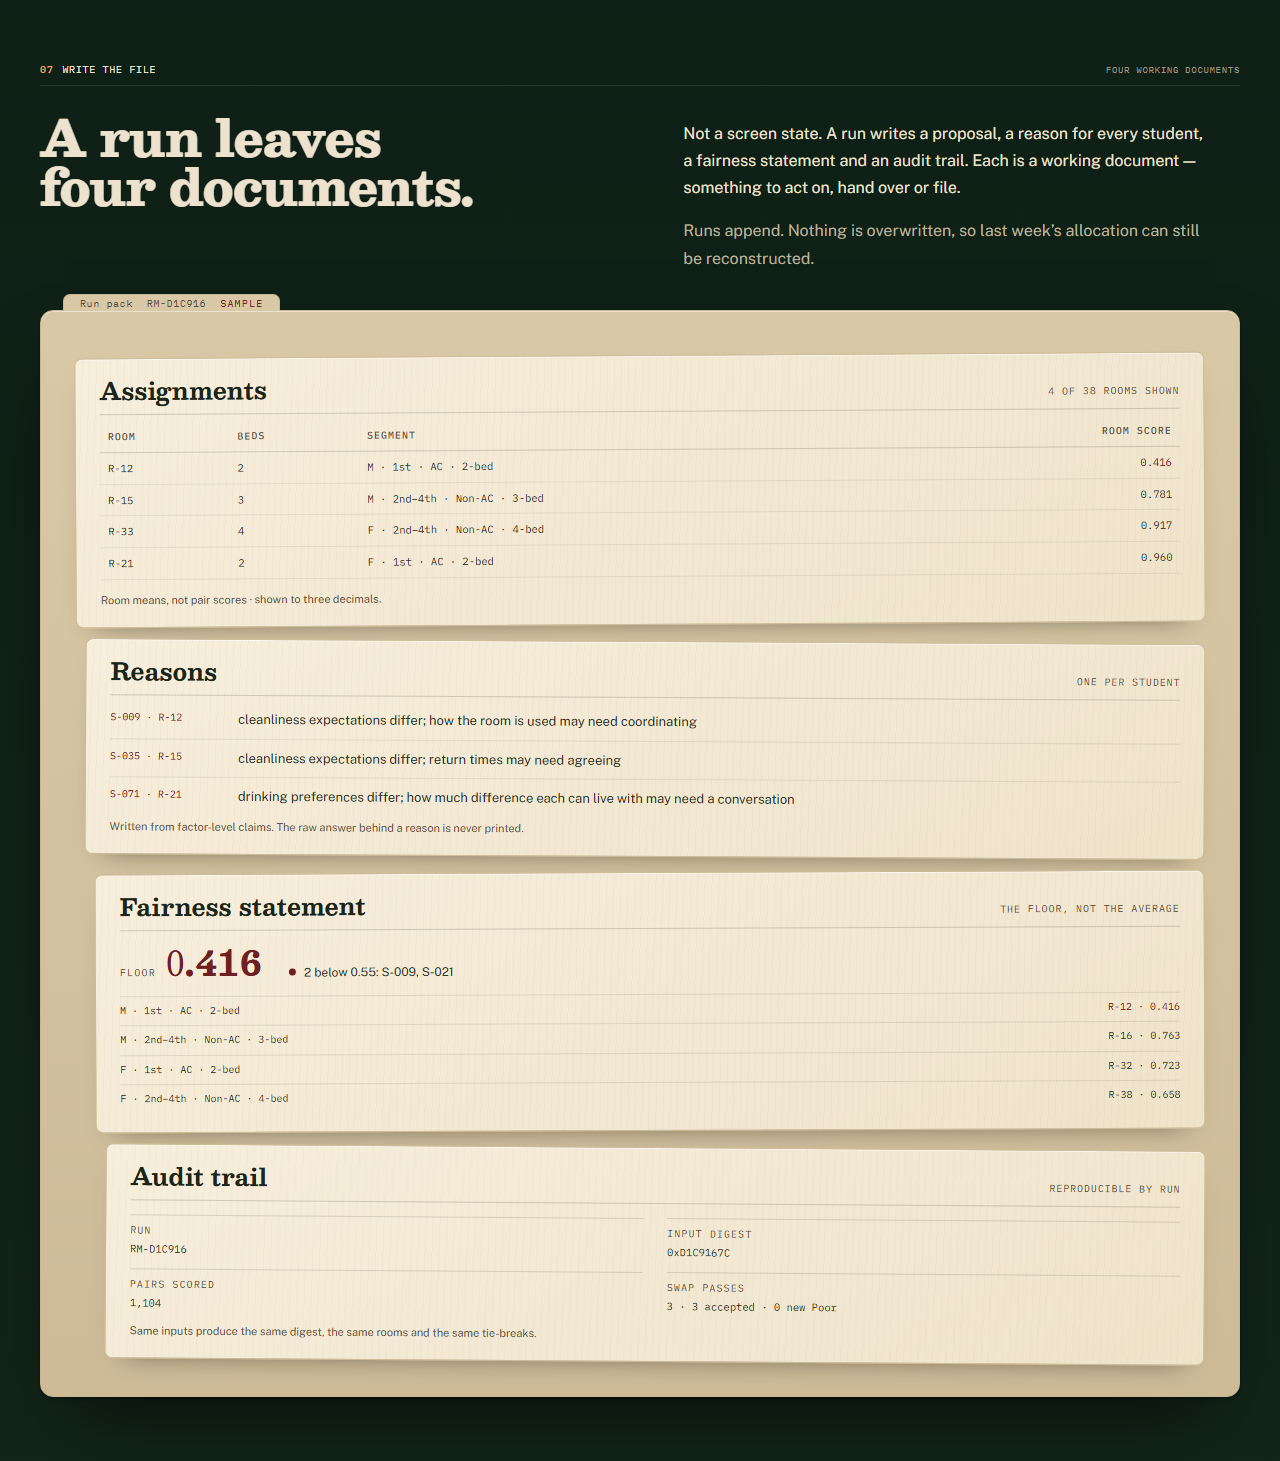 07 WRITE THE FILE
FOUR WORKING DOCUMENTS
A run leaves
four documents.
Not a screen state. A run writes a proposal, a reason for every student,
a fairness statement and an audit trail. Each is a working document —
something to act on, hand over or file.
Runs append. Nothing is overwritten, so last week’s allocation can still
be reconstructed.
Run pack RM-D1C916 SAMPLE
Assignments
4 OF 38 ROOMS SHOWN
ROOM BEDS SEGMENT ROOM SCORE
R-12 2 M · 1st · AC · 2-bed 0.416
R-15 3 M · 2nd–4th · Non-AC · 3-bed 0.781
R-33 4 F · 2nd–4th · Non-AC · 4-bed 0.917
R-21 2 F · 1st · AC · 2-bed 0.960
Room means, not pair scores · shown to three decimals.
Reasons
ONE PER STUDENT
S-009 · R-12 cleanliness expectations differ; how the room is used may need coordinating
S-035 · R-15 cleanliness expectations differ; return times may need agreeing
S-071 · R-21 drinking preferences differ; how much difference each can live with may need a conversation
Written from factor-level claims. The raw answer behind a reason is never printed.
Fairness statement
THE FLOOR, NOT THE AVERAGE
FLOOR 0.416 2 below 0.55: S-009, S-021
M · 1st · AC · 2-bed R-12 · 0.416
M · 2nd–4th · Non-AC · 3-bed R-16 · 0.763
F · 1st · AC · 2-bed R-32 · 0.723
F · 2nd–4th · Non-AC · 4-bed R-38 · 0.658
Audit trail
REPRODUCIBLE BY RUN
RUN
RM-D1C916
INPUT DIGEST
0xD1C9167C
PAIRS SCORED
1,104
SWAP PASSES
3 · 3 accepted · 0 new Poor
Same inputs produce the same digest, the same rooms and the same tie-breaks.